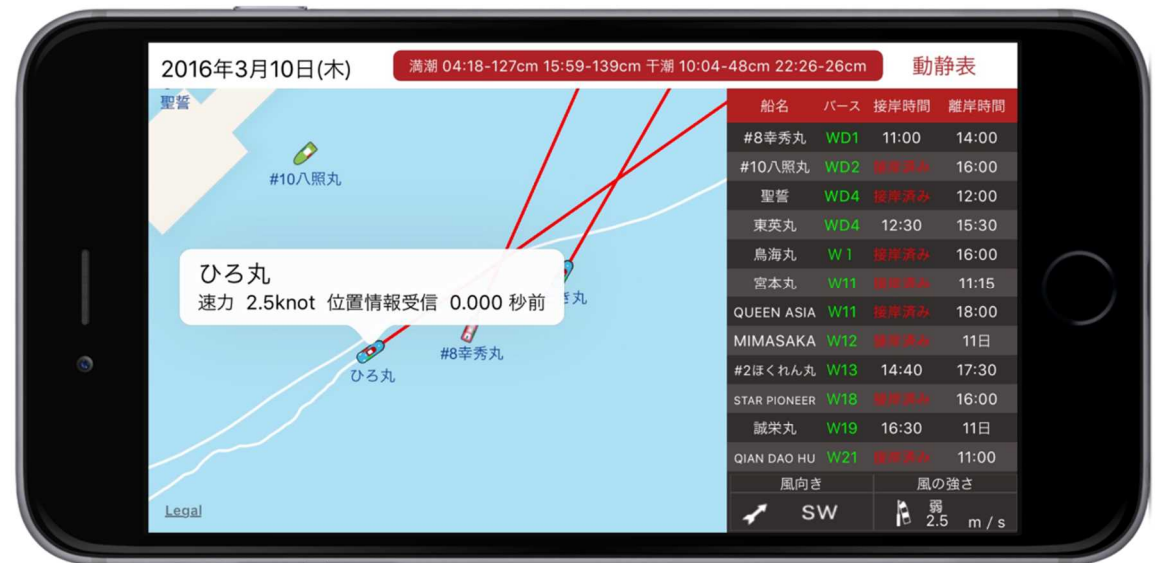 2016年3月10日(木)
満潮 04:18-127cm 15:59-139cm 干潮 10:04-48cm 22:26-26cm
動静表
聖誓
#10八照丸
ひろ丸
速力 2.5knot 位置情報受信 0.000 秒前
き丸
#8幸秀丸
ひろ丸
Legal
船名 バース 接岸時間 離岸時間
#8幸秀丸 WD1 11:00 14:00
#10八照丸 WD2 接岸済み 16:00
聖誓 WD4 接岸済み 12:00
東英丸 WD4 12:30 15:30
鳥海丸 W1 接岸済み 16:00
宮本丸 W11 接岸済み 11:15
QUEEN ASIA W11 接岸済み 18:00
MIMASAKA W12 接岸済み 11日
#2ほくれん丸 W13 14:40 17:30
STAR PIONEER W18 接岸済み 16:00
誠栄丸 W19 16:30 11日
QIAN DAO HU W21 接岸済み 11:00
風向き 風の強さ
SW 弱
2.5 m/s